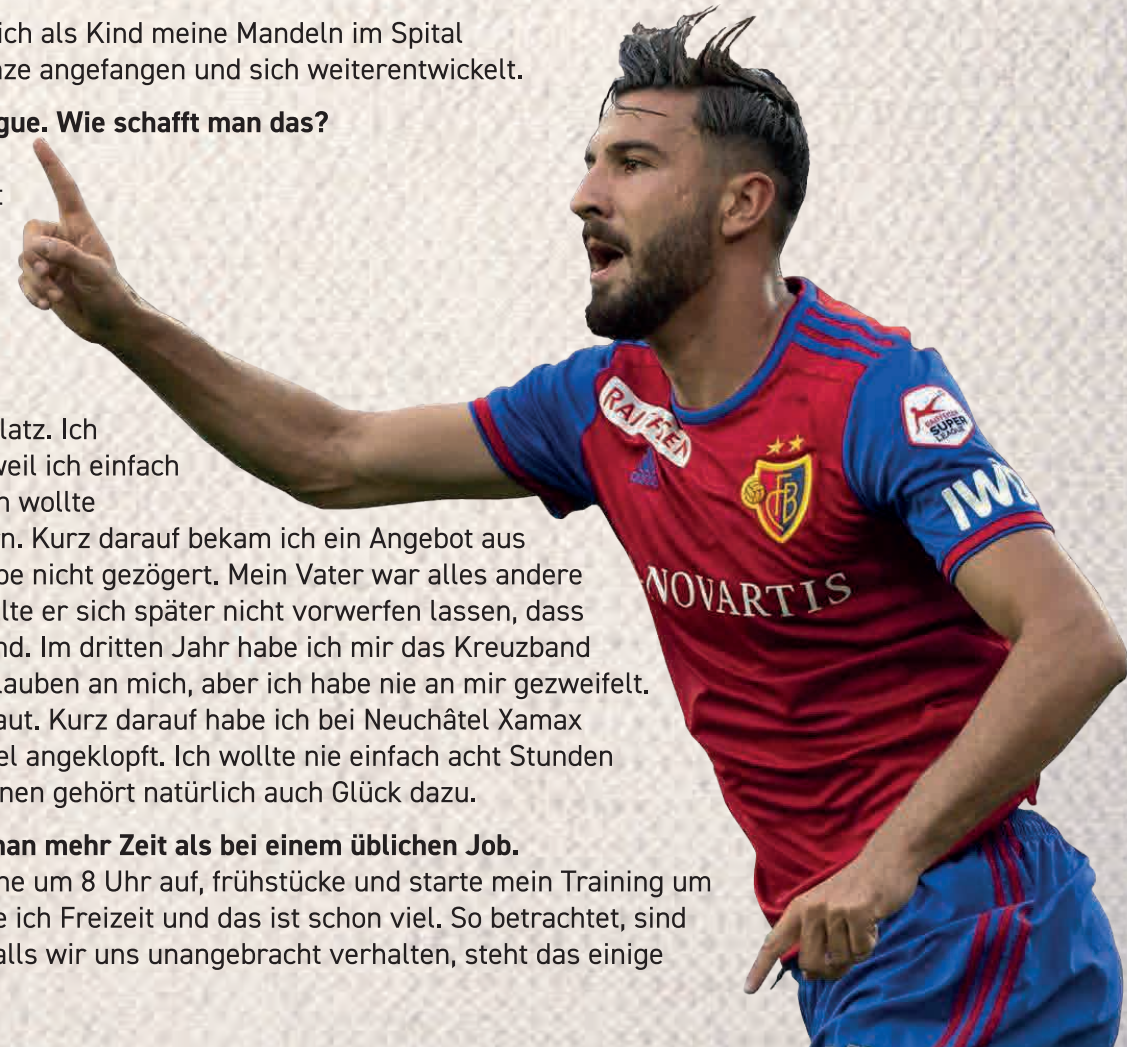 ich als Kind meine Mandeln im Spital
nze angefangen und sich weiterentwickelt.
gue. Wie schafft man das?
t
latz. Ich
weil ich einfach
h wollte
n. Kurz darauf bekam ich ein Angebot aus
be nicht gezögert. Mein Vater war alles andere
lte er sich später nicht vorwerfen lassen, dass
nd. Im dritten Jahr habe ich mir das Kreuzband
lauben an mich, aber ich habe nie an mir gezweifelt.
aut. Kurz darauf habe ich bei Neuchâtel Xamax
el angeklopft. Ich wollte nie einfach acht Stunden
nen gehört natürlich auch Glück dazu.
man mehr Zeit als bei einem üblichen Job.
he um 8 Uhr auf, frühstücke und starte mein Training um
e ich Freizeit und das ist schon viel. So betrachtet, sind
alls wir uns unangebracht verhalten, steht das einige
adidas
FCB
SUPER
LEAGUE
IWB
NOVARTIS